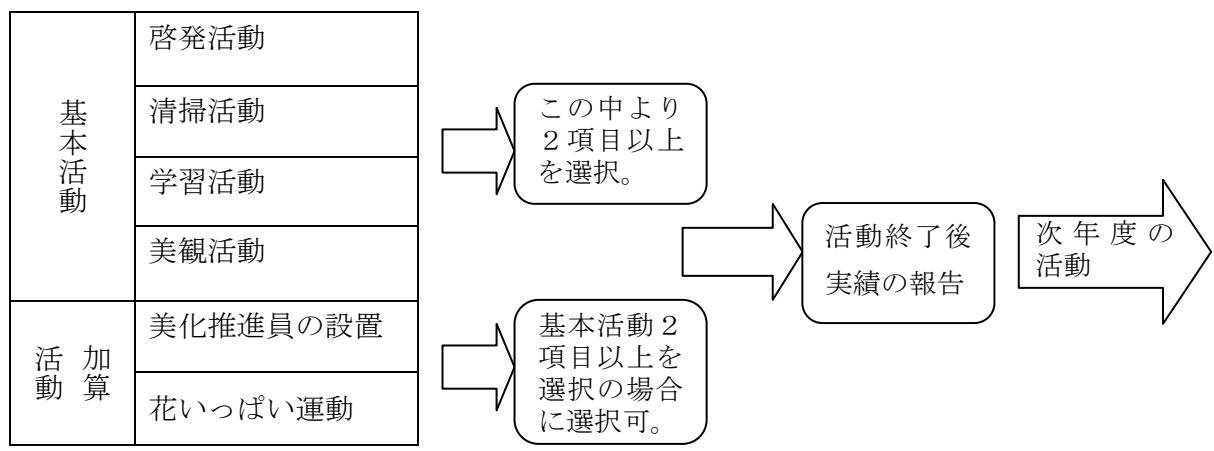 基本活動
啓発活動
清掃活動
学習活動
美観活動
この中より
２項目以上
を選択。
加算
活動
美化推進員の設置
花いっぱい運動
基本活動２
項目以上を
選択の場合
に選択可。
活動終了後
実績の報告
次年度の
活動